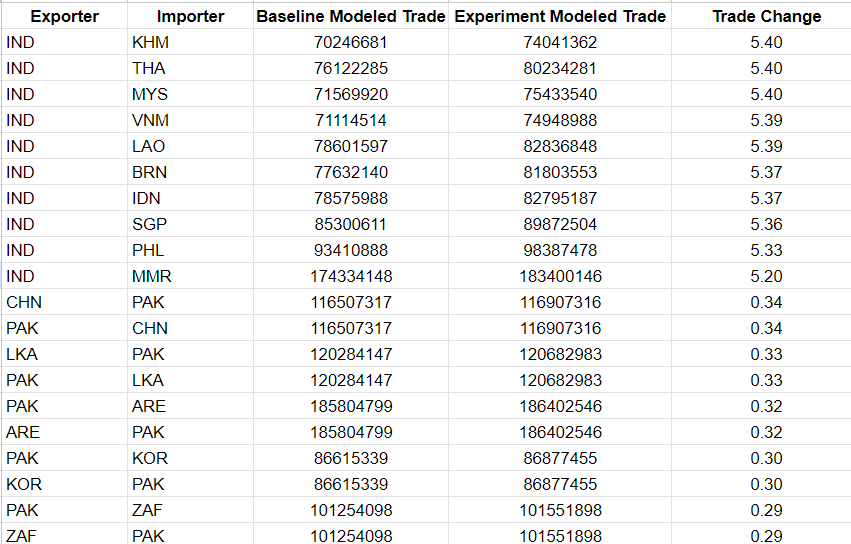 Exporter Importer Baseline Modeled Trade Experiment Modeled Trade Trade Change
IND KHM 70246681 74041362 5.40
IND THA 76122285 80234281 5.40
IND MYS 71569920 75433540 5.40
IND VNM 71114514 74948988 5.39
IND LAO 78601597 82836848 5.39
IND BRN 77632140 81803553 5.37
IND IDN 78575988 82795187 5.37
IND SGP 85300611 89872504 5.36
IND PHL 93410888 98387478 5.33
IND MMR 174334148 183400146 5.20
CHN PAK 116507317 116907316 0.34
PAK CHN 116507317 116907316 0.34
LKA PAK 120284147 120682983 0.33
PAK LKA 120284147 120682983 0.33
PAK ARE 185804799 186402546 0.32
ARE PAK 185804799 186402546 0.32
PAK KOR 86615339 86877455 0.30
KOR PAK 86615339 86877455 0.30
PAK ZAF 101254098 101551898 0.29
ZAF PAK 101254098 101551898 0.29